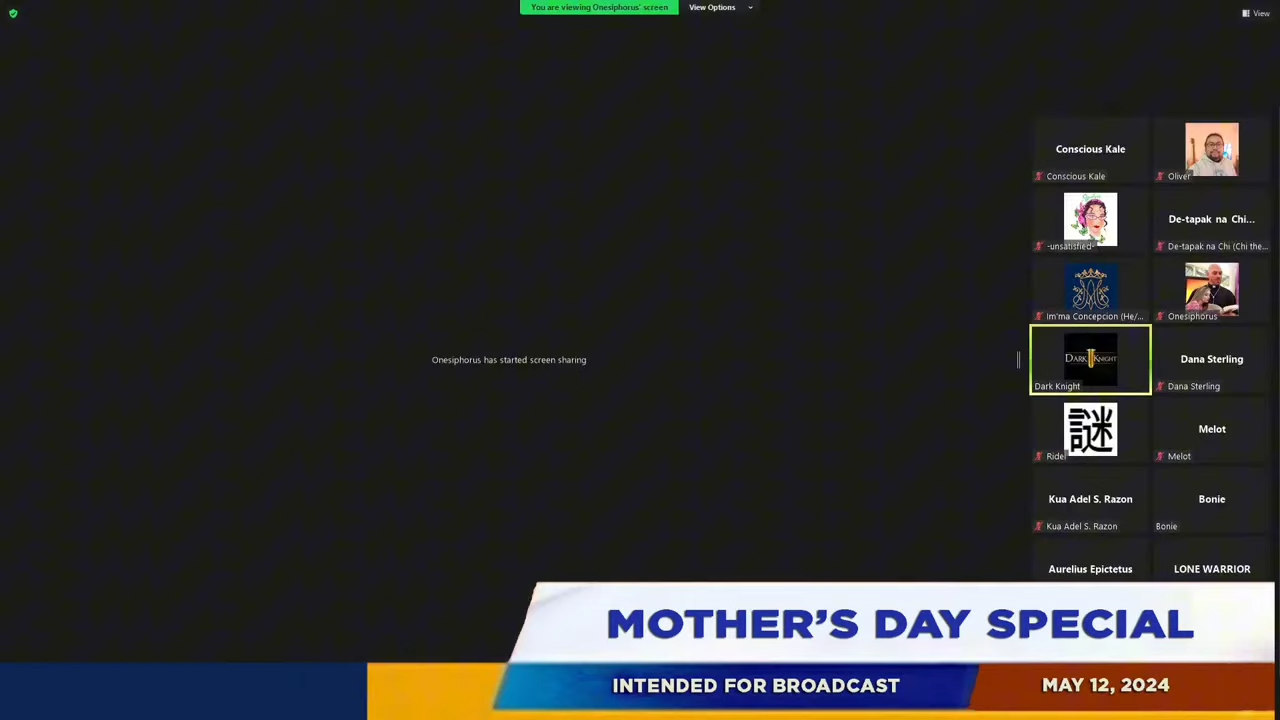 You are viewing Onesiphorus' screen
View Options
View
Conscious Kale
Conscious Kale
Oliver
-unsatisfied-
De-tapak na Chi...
De-tapak na Chi (Chi the...
Im'ma Concepcion (He/...
Onesiphorus
Onesiphorus has started screen sharing
DARK KNIGHT
Dark Knight
Dana Sterling
Dana Sterling
謎
Ridel
Melot
Melot
Kua Adel S. Razon
Kua Adel S. Razon
Bonie
Bonie
Aurelius Epictetus
LONE WARRIOR
MOTHER'S DAY SPECIAL
INTENDED FOR BROADCAST
MAY 12, 2024